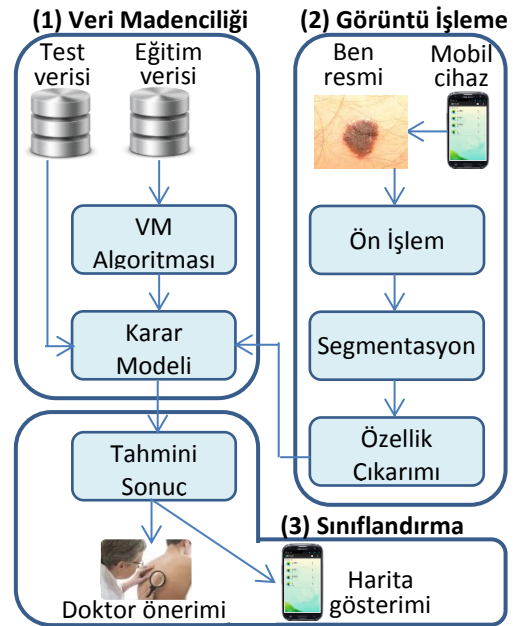 (1) Veri Madenciliği
Test
verisi
Eğitim
verisi
VM
Algoritması
Karar
Modeli
(2) Görüntü İşleme
Ben
resmi
Mobil
cihaz
Ön İşlem
Segmentasyon
Özellik
Çıkarımı
Tahmini
Sonuc
(3) Sınıflandırma
Doktor önerimi
Harita
gösterimi